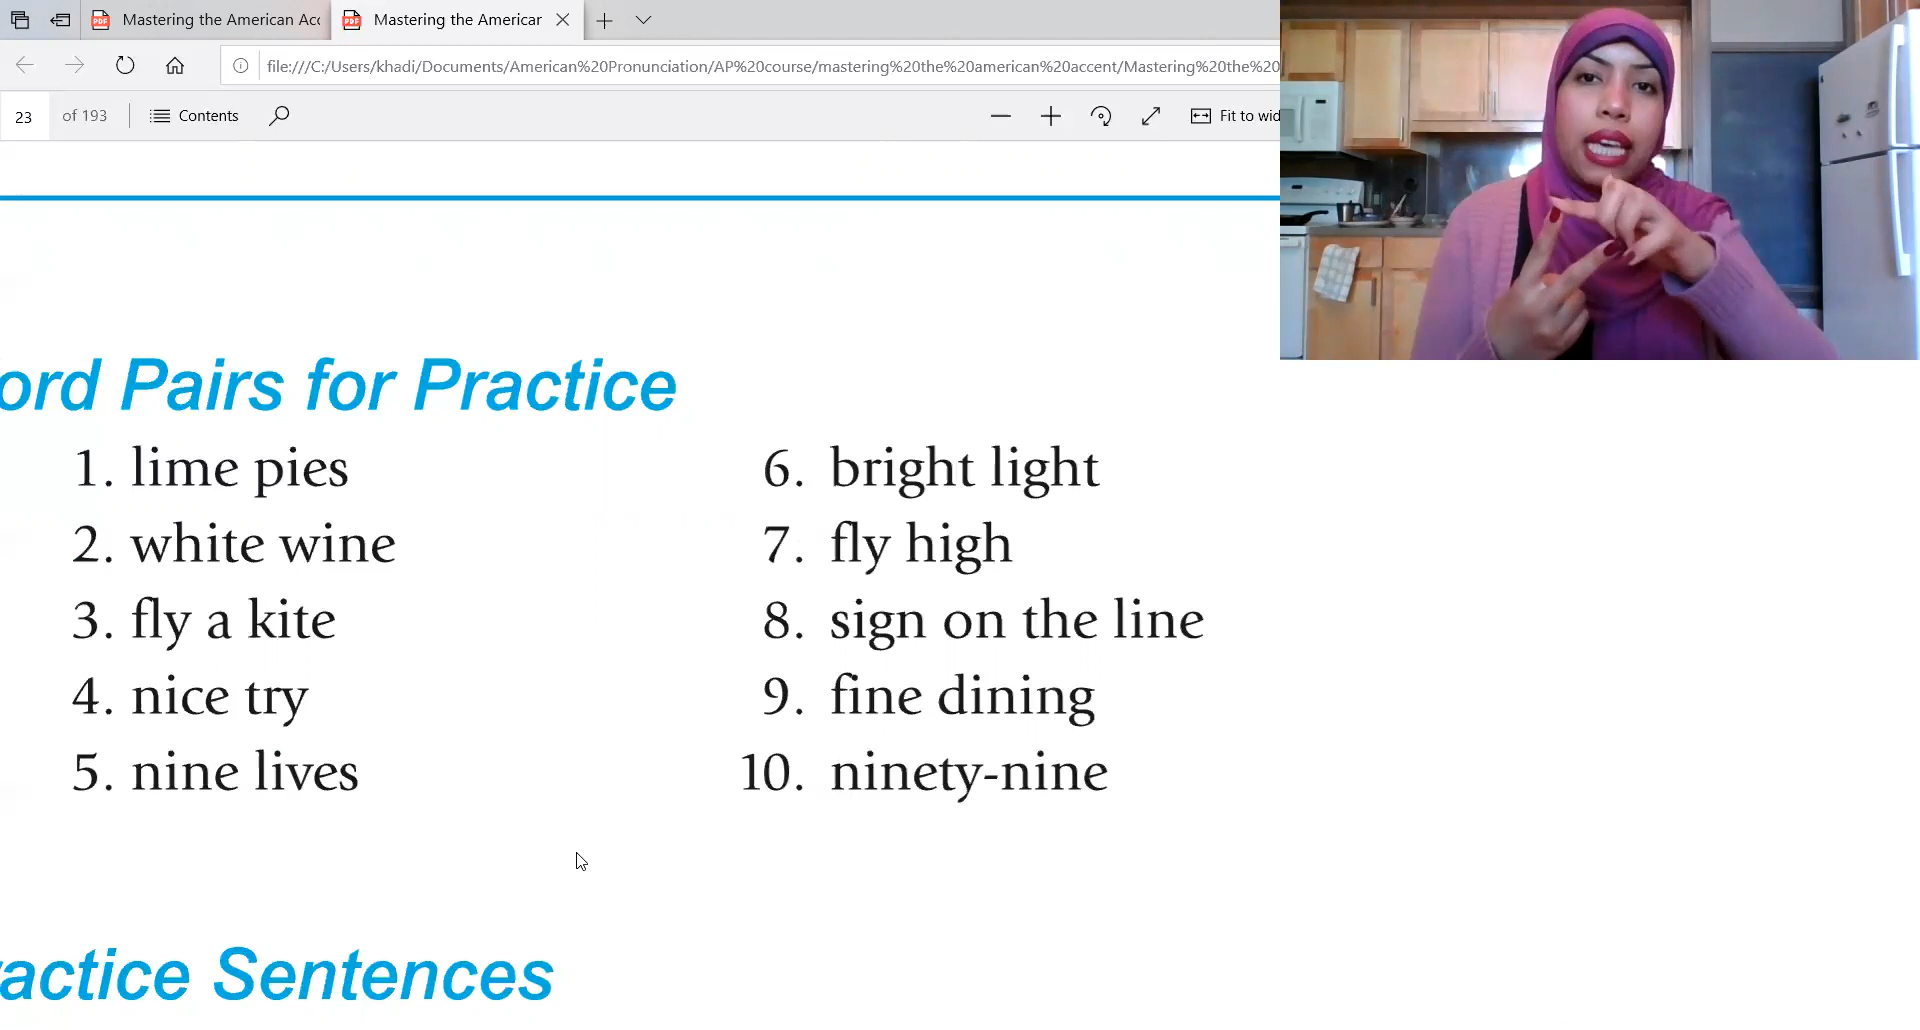 Mastering the American Acc
Mastering the American
file:///C:/Users/khadi/Documents/American%20Pronunciation/AP%20course/mastering%20the%20american%20accent/Mastering%20the%20
23 of 193 Contents Fit to wid
ord Pairs for Practice
1. lime pies
2. white wine
3. fly a kite
4. nice try
5. nine lives
6. bright light
7. fly high
8. sign on the line
9. fine dining
10. ninety-nine
actice Sentences